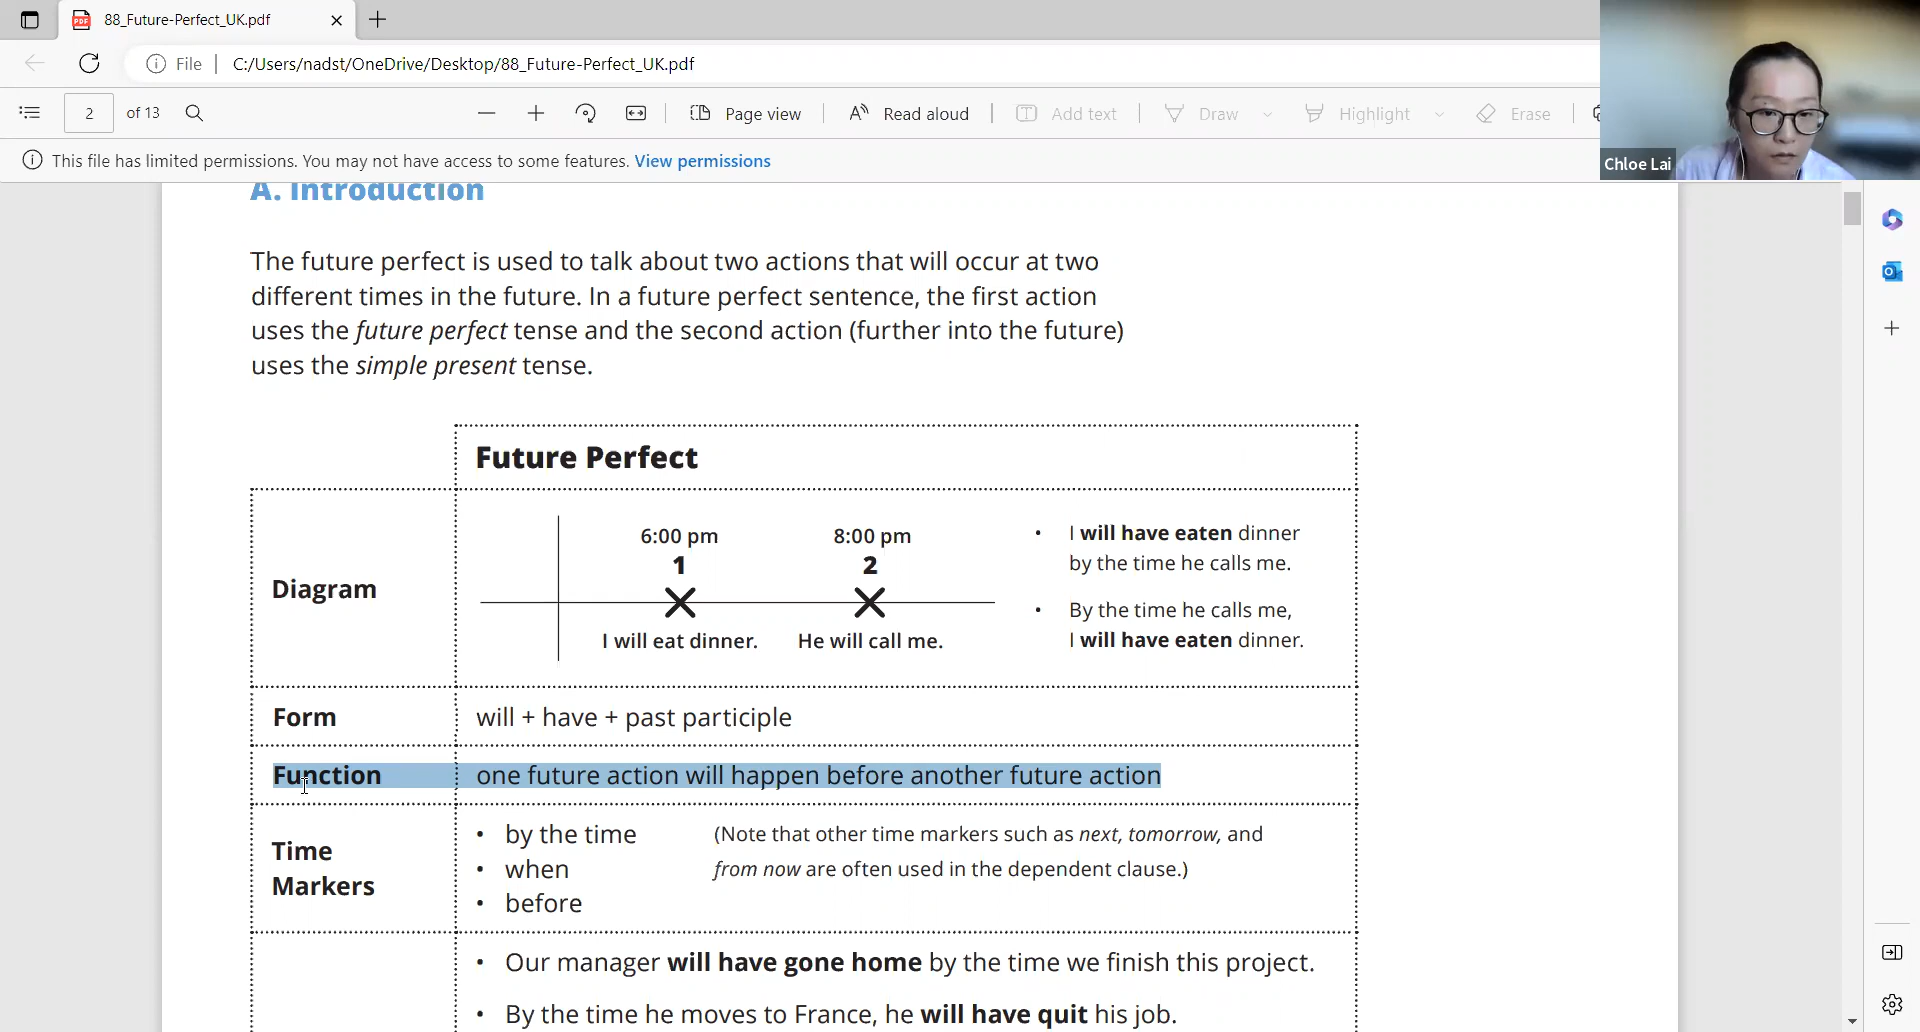 88_Future-Perfect_UK.pdf
File
C:/Users/nadst/OneDrive/Desktop/88_Future-Perfect_UK.pdf
2 of 13
Page view
Read aloud
Add text
Draw
Highlight
Erase
This file has limited permissions. You may not have access to some features. View permissions
Chloe Lai
A. Introduction
The future perfect is used to talk about two actions that will occur at two
different times in the future. In a future perfect sentence, the first action
uses the future perfect tense and the second action (further into the future)
uses the simple present tense.
Future Perfect
Diagram
6:00 pm
1
I will eat dinner.
8:00 pm
2
He will call me.
• I will have eaten dinner
by the time he calls me.
• By the time he calls me,
I will have eaten dinner.
Form
will + have + past participle
Function
one future action will happen before another future action
Time
Markers
• by the time
• when
• before
(Note that other time markers such as next, tomorrow, and
from now are often used in the dependent clause.)
• Our manager will have gone home by the time we finish this project.
• By the time he moves to France, he will have quit his job.